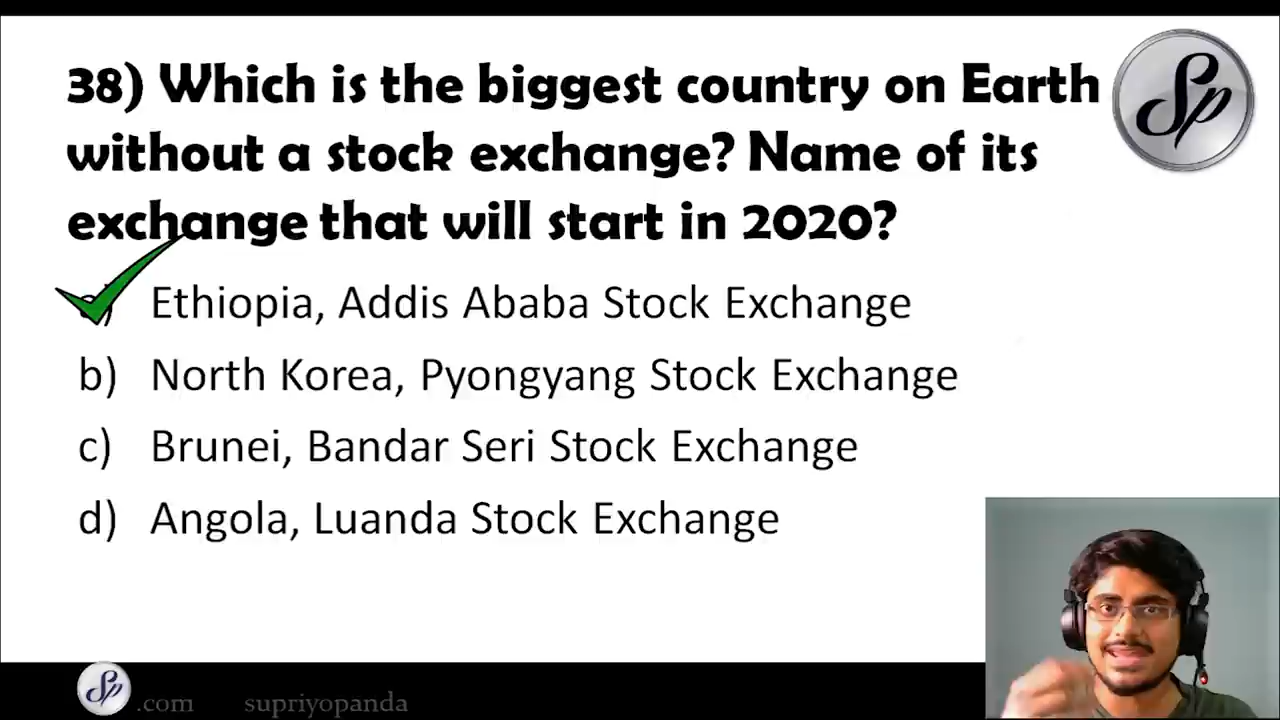 38) Which is the biggest country on Earth
without a stock exchange? Name of its
exchange that will start in 2020?
Ethiopia, Addis Ababa Stock Exchange
b) North Korea, Pyongyang Stock Exchange
c) Brunei, Bandar Seri Stock Exchange
d) Angola, Luanda Stock Exchange
Sp
Sp .com supriyopanda